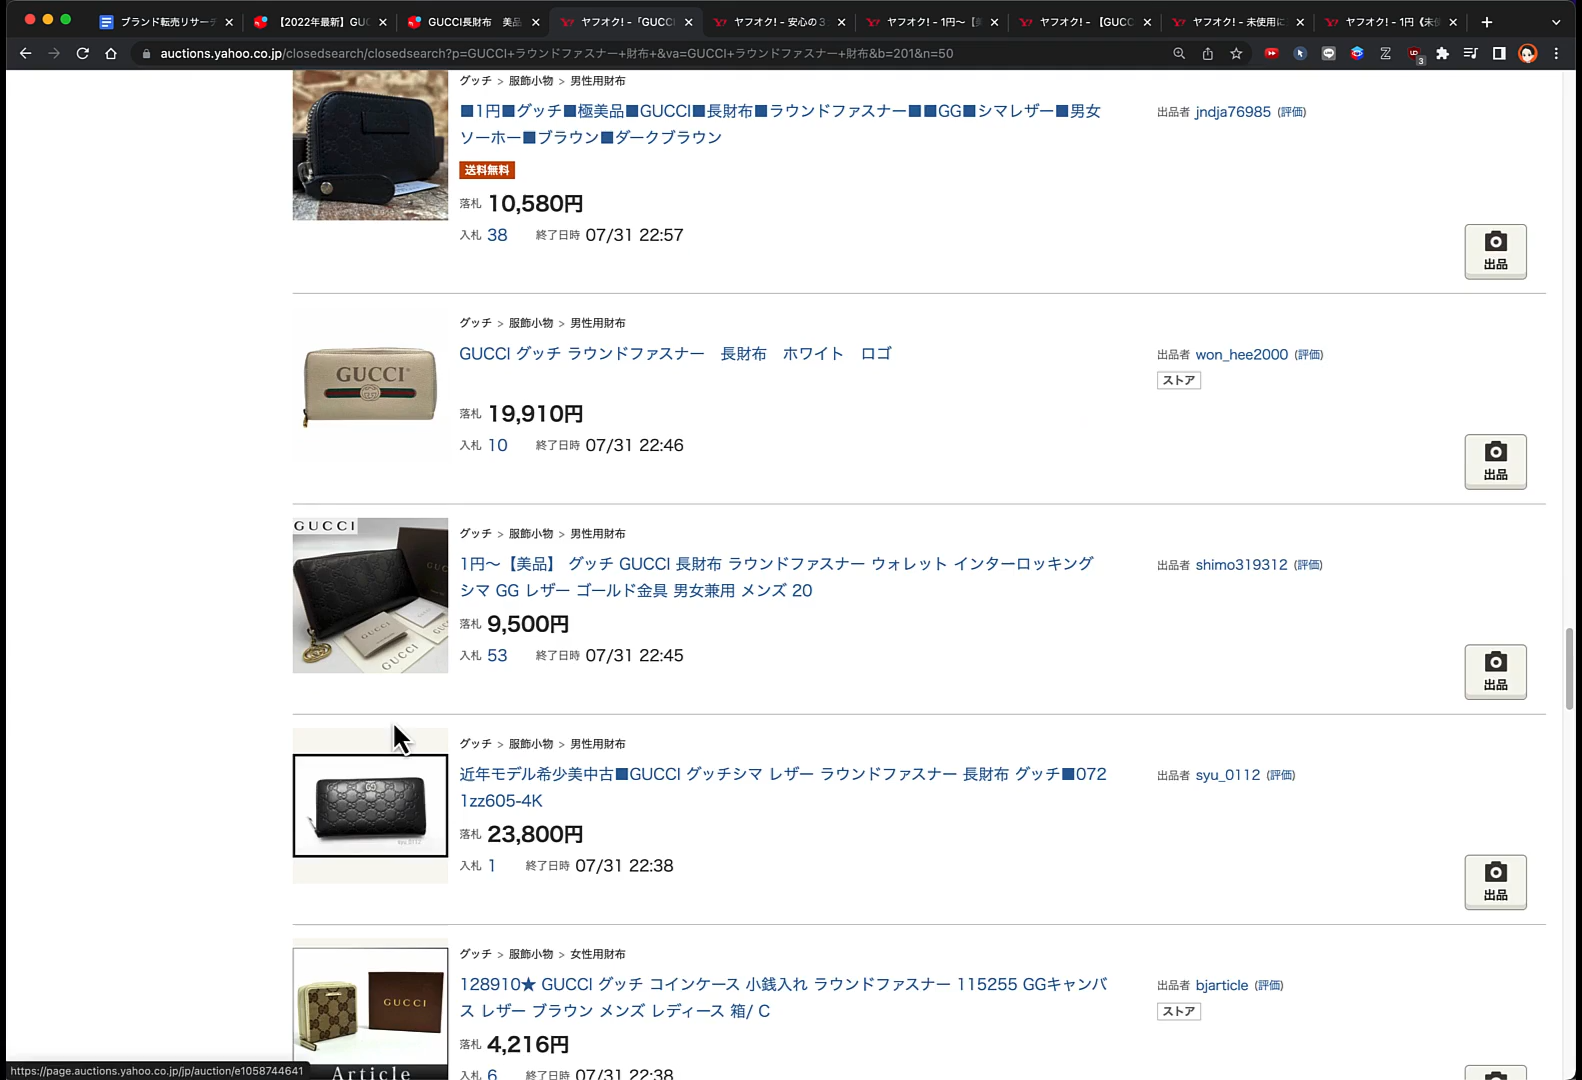 ブランド転売リサーチ
【2022年最新】GUC
GUCCI長財布 美品
ヤフオク! -「GUCCI
ヤフオク! - 安心の3
ヤフオク! - 1円〜【
ヤフオク! - 【GUCC
ヤフオク! - 未使用に
ヤフオク! - 1円《未使
auctions.yahoo.co.jp/closedsearch/closedsearch?p=GUCCI+ラウンドファスナー+財布+&va=GUCCI+ラウンドファスナー+財布&b=201&n=50
3
グッチ > 服飾小物 > 男性用財布
■1円■グッチ■極美品■GUCCI■長財布■ラウンドファスナー■■GG■シマレザー■男女
ソーホー■ブラウン■ダークブラウン
出品者 jndja76985 (評価)
送料無料
落札 10,580円
入札 38 終了日時 07/31 22:57
出品
グッチ > 服飾小物 > 男性用財布
GUCCI グッチ ラウンドファスナー 長財布 ホワイト ロゴ
出品者 won_hee2000 (評価)
ストア
GUCCI
落札 19,910円
入札 10 終了日時 07/31 22:46
出品
GUCCI
グッチ > 服飾小物 > 男性用財布
1円〜【美品】 グッチ GUCCI 長財布 ラウンドファスナー ウォレット インターロッキング
シマ GG レザー ゴールド金具 男女兼用 メンズ 20
出品者 shimo319312 (評価)
落札 9,500円
入札 53 終了日時 07/31 22:45
GUCCI
GUCCI
出品
グッチ > 服飾小物 > 男性用財布
近年モデル希少美中古■GUCCI グッチシマ レザー ラウンドファスナー 長財布 グッチ■072
1zz605-4K
出品者 syu_0112 (評価)
落札 23,800円
入札 1 終了日時 07/31 22:38
出品
グッチ > 服飾小物 > 女性用財布
128910★ GUCCI グッチ コインケース 小銭入れ ラウンドファスナー 115255 GGキャンバ
ス レザー ブラウン メンズ レディース 箱/ C
出品者 bjarticle (評価)
ストア
GUCCI
落札 4,216円
入札 6 終了日時 07/31 22:38
Article
https://page.auctions.yahoo.co.jp/jp/auction/e1058744641